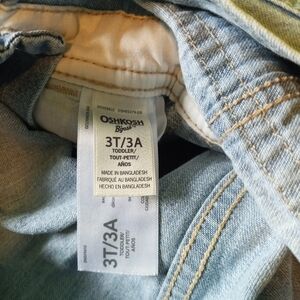 OSHKOSH
B'gosh
3T/3A
TODDLER/
TOUT-PETIT/
AÑOS
MADE IN BANGLADESH
FABRIQUÉ AU BANGLADESH
HECHO EN BANGLADESH
3T/3A
TODDLER/
TOUT-PETIT/
AÑOS